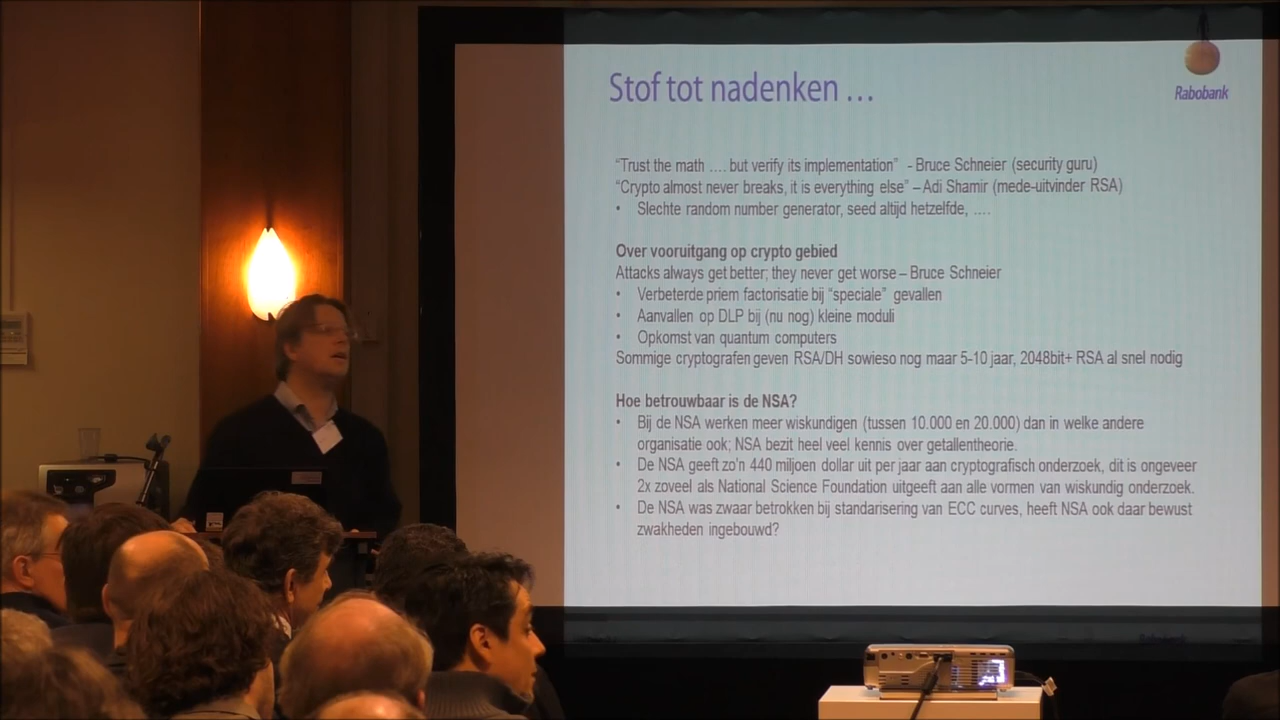 Stof tot nadenken …
Rabobank
“Trust the math …. but verify its implementation” - Bruce Schneier (security guru)
“Crypto almost never breaks, it is everything else” – Adi Shamir (mede-uitvinder RSA)
• Slechte random number generator, seed altijd hetzelfde, ….
Over vooruitgang op crypto gebied
Attacks always get better; they never get worse – Bruce Schneier
• Verbeterde priem factorisatie bij “speciale” gevallen
• Aanvallen op DLP bij (nu nog) kleine moduli
• Opkomst van quantum computers
Sommige cryptografen geven RSA/DH sowieso nog maar 5-10 jaar, 2048bit+ RSA al snel nodig
Hoe betrouwbaar is de NSA?
• Bij de NSA werken meer wiskundigen (tussen 10.000 en 20.000) dan in welke andere
organisatie ook; NSA bezit heel veel kennis over getallentheorie.
• De NSA geeft zo’n 440 miljoen dollar uit per jaar aan cryptografisch onderzoek, dit is ongeveer
2x zoveel als National Science Foundation uitgeeft aan alle vormen van wiskundig onderzoek.
• De NSA was zwaar betrokken bij standarisering van ECC curves, heeft NSA ook daar bewust
zwakheden ingebouwd?